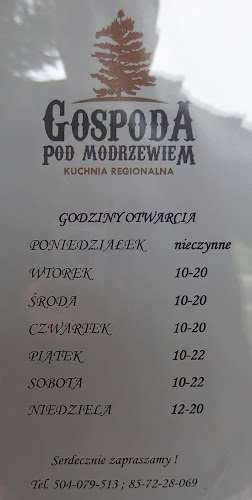 GOSPODA
POD MODRZEWIEM
KUCHNIA REGIONALNA
GODZINY OTWARCIA
PONIEDZIAŁEK nieczynne
WTOREK 10-20
ŚRODA 10-20
CZWARTEK 10-20
PIĄTEK 10-22
SOBOTA 10-22
NIEDZIELA 12-20
Serdecznie zapraszamy !
Tel. 504-079-513 ; 85-72-28-069